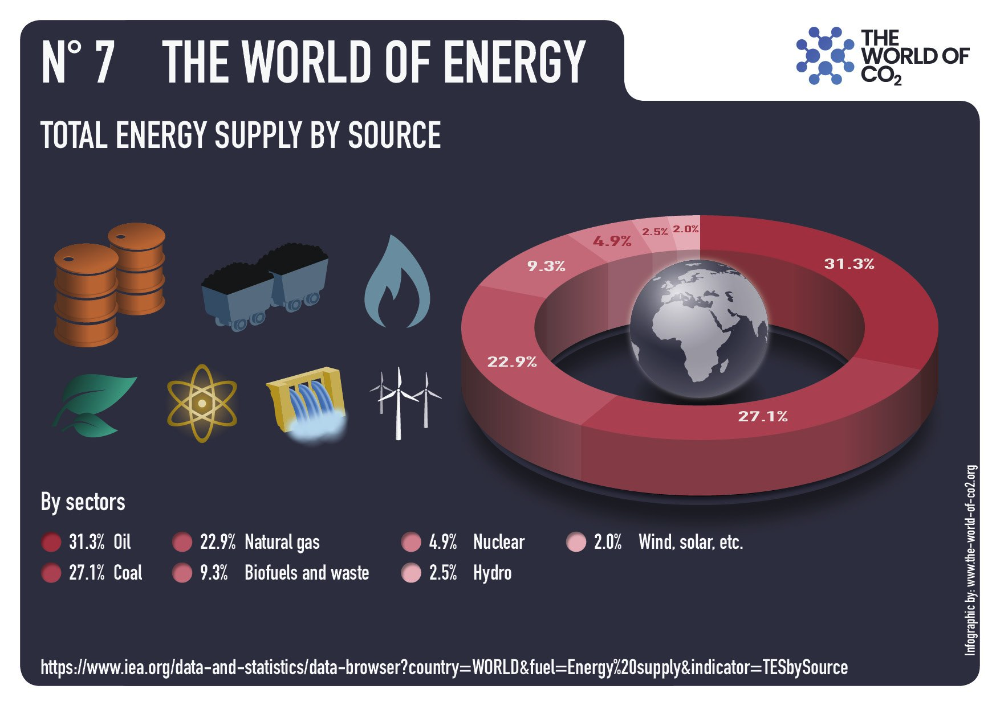 N° 7 THE WORLD OF ENERGY
THE
WORLD OF
CO₂
TOTAL ENERGY SUPPLY BY SOURCE
31.3%
27.1%
22.9%
9.3%
4.9%
2.5%
2.0%
By sectors
31.3% Oil
27.1% Coal
22.9% Natural gas
9.3% Biofuels and waste
4.9% Nuclear
2.5% Hydro
2.0% Wind, solar, etc.
Infographic by: www.the-world-of-co2.org
https://www.iea.org/data-and-statistics/data-browser?country=WORLD&fuel=Energy%20supply&indicator=TESbySource